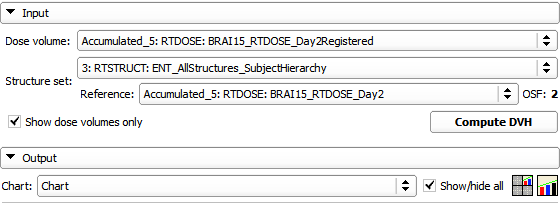 Input
Dose volume: Accumulated_5: RTDOSE: BRAI15_RTDOSE_Day2Registered
Structure set: 3: RTSTRUCT: ENT_AllStructures_SubjectHierarchy
Reference: Accumulated_5: RTDOSE: BRAI15_RTDOSE_Day2 OSF: 2
Show dose volumes only Compute DVH
Output
Chart: Chart Show/hide all